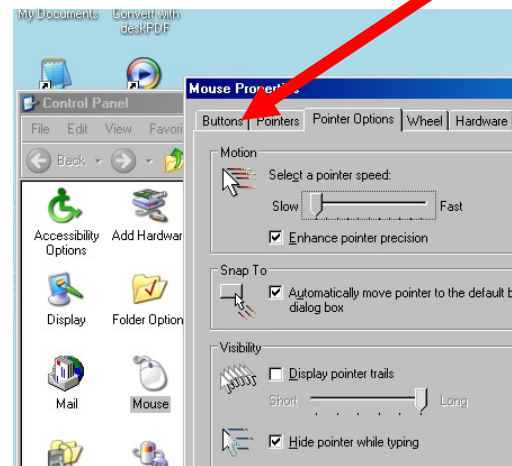 My Documents
Convert with
deskPDF
Control Panel
File Edit View Favori
Back
Accessibility
Options
Add Hardwar
Display
Folder Option
Mail
Mouse
Mouse Properties
Buttons Pointers Pointer Options Wheel Hardware
Motion
Select a pointer speed:
Slow Fast
Enhance pointer precision
Snap To
Automatically move pointer to the default b
dialog box
Visibility
Display pointer trails
Short Long
Hide pointer while typing